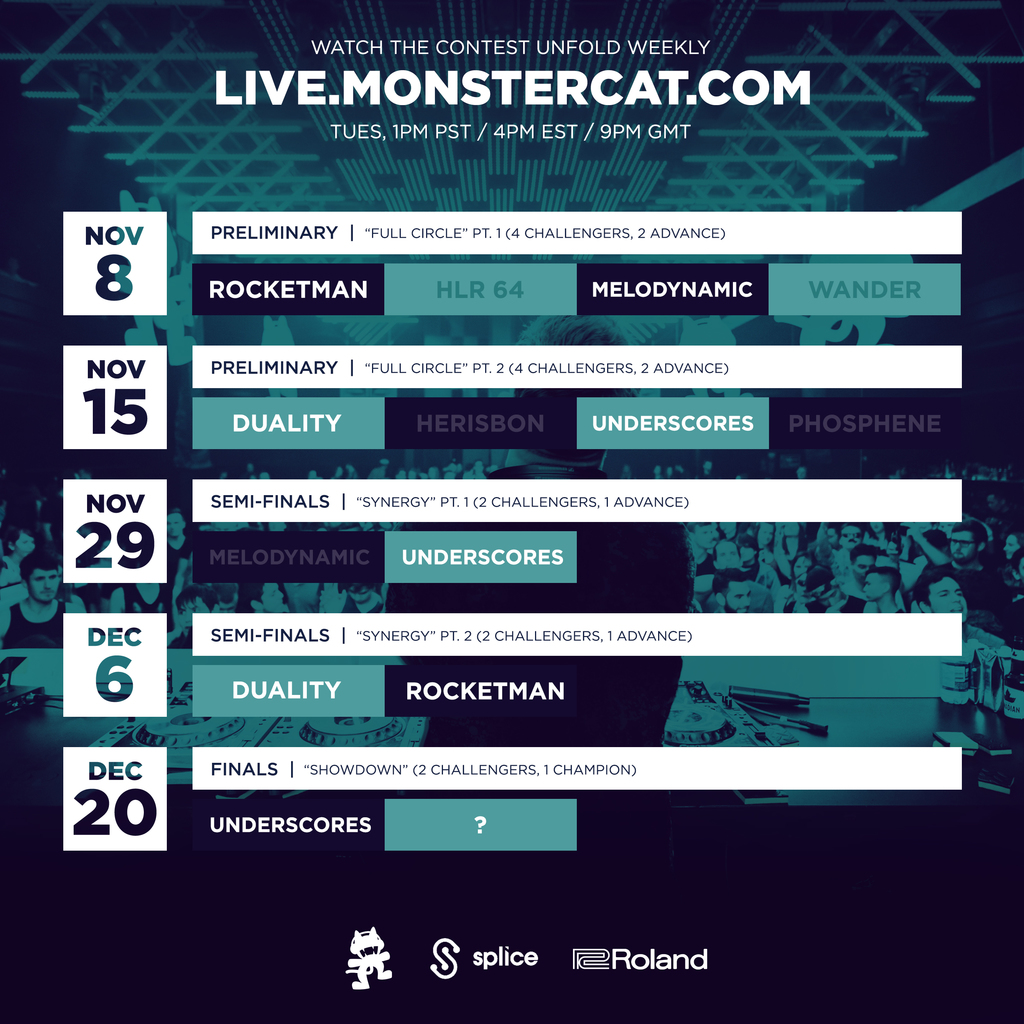 WATCH THE CONTEST UNFOLD WEEKLY
LIVE.MONSTERCAT.COM
TUES, 1PM PST / 4PM EST / 9PM GMT
NOV
8
PRELIMINARY | “FULL CIRCLE” PT. 1 (4 CHALLENGERS, 2 ADVANCE)
ROCKETMAN HLR 64 MELODYNAMIC WANDER
NOV
15
PRELIMINARY | “FULL CIRCLE” PT. 2 (4 CHALLENGERS, 2 ADVANCE)
DUALITY HERISBON UNDERSCORES PHOSPHENE
NOV
29
SEMI-FINALS | “SYNERGY” PT. 1 (2 CHALLENGERS, 1 ADVANCE)
MELODYNAMIC UNDERSCORES
DEC
6
SEMI-FINALS | “SYNERGY” PT. 2 (2 CHALLENGERS, 1 ADVANCE)
DUALITY ROCKETMAN
DEC
20
FINALS | “SHOWDOWN” (2 CHALLENGERS, 1 CHAMPION)
UNDERSCORES ?
splice Roland